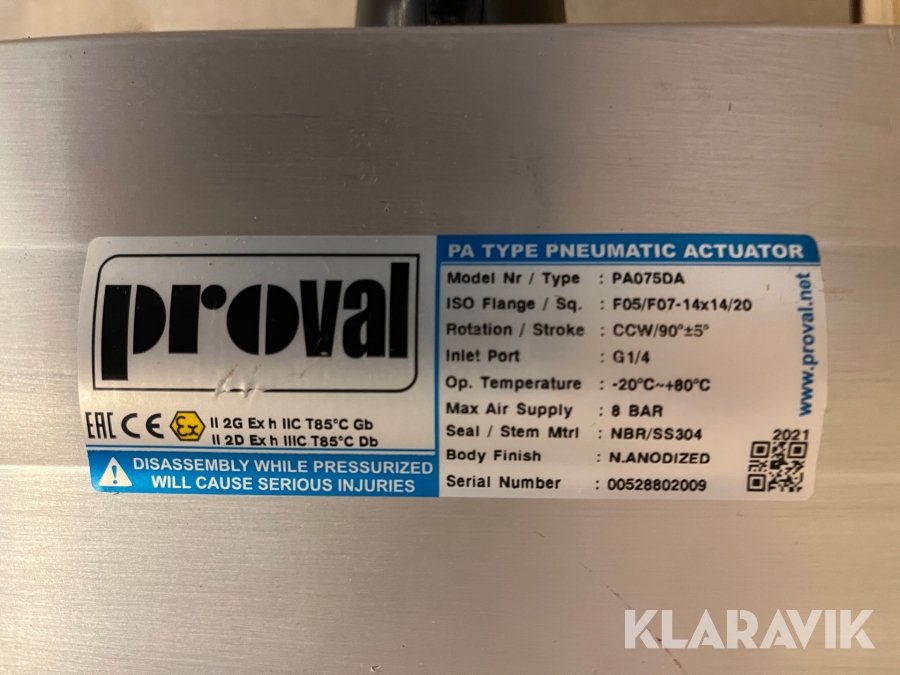 proval
EAC CE Ex II 2G Ex h IIC T85°C Gb
II 2D Ex h IIIC T85°C Db
DISASSEMBLY WHILE PRESSURIZED
WILL CAUSE SERIOUS INJURIES
PA TYPE PNEUMATIC ACTUATOR
Model Nr / Type : PA075DA
ISO Flange / Sq. : F05/F07-14x14/20
Rotation / Stroke : CCW/90°±5°
Inlet Port : G1/4
Op. Temperature : -20°C~+80°C
Max Air Supply : 8 BAR
Seal / Stem Mtrl : NBR/SS304
Body Finish : N.ANODIZED
Serial Number : 00528802009
www.proval.net
2021
KLARAVIK